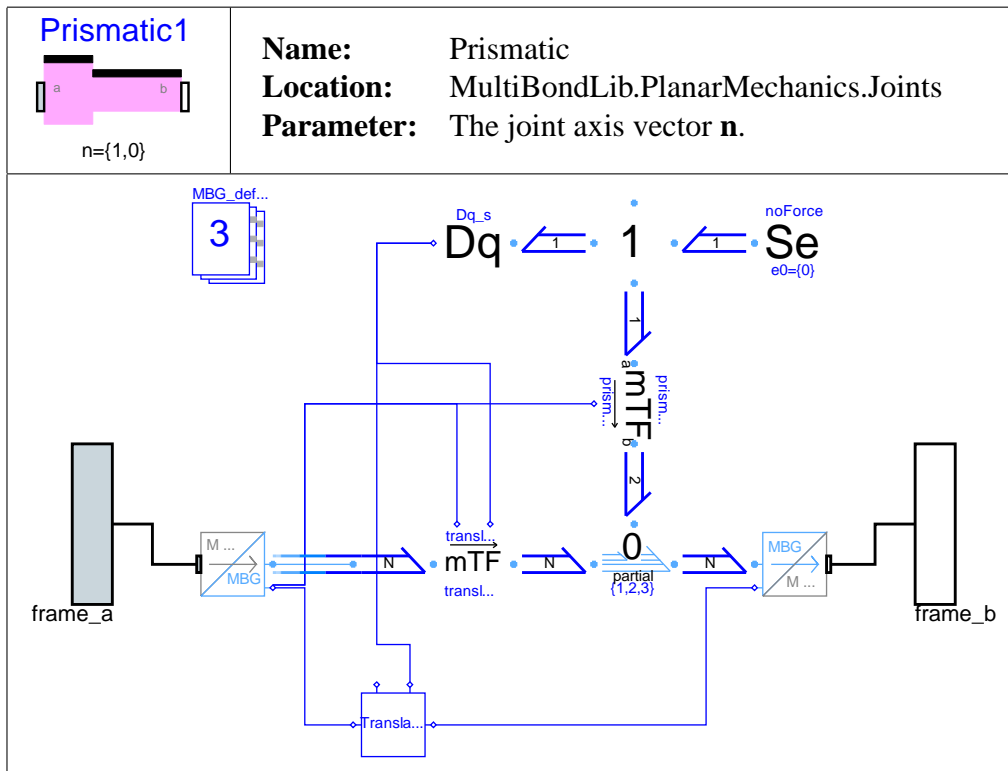 Prismatic1
a b
n={1,0}
Name: Prismatic
Location: MultiBondLib.PlanarMechanics.Joints
Parameter: The joint axis vector n.
MBG_def...
3
Dq_s
Dq
1
1
1
noForce
Se
e0={0}
1
a
mTF
b
prism...
prism...
2
M ...
MBG
N
transl...
mTF
transl...
N
0
partial
{1,2,3}
N
MBG
M ...
frame_a
frame_b
Transla...